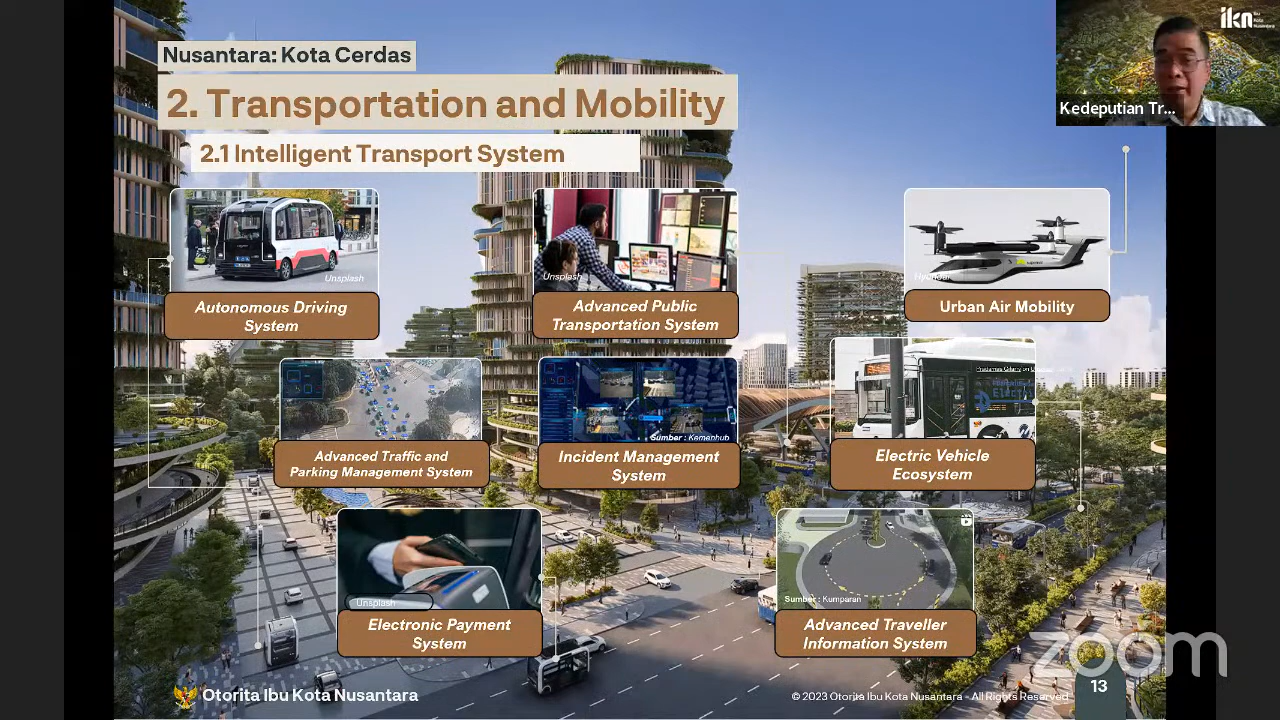 Nusantara: Kota Cerdas
2. Transportation and Mobility
2.1 Intelligent Transport System
ikn
Ibu
Kota
Nusantara
Kedeputian Tr...
Unsplash
Autonomous Driving
System
Unsplash
Advanced Public
Transportation System
Urban Air Mobility
Advanced Traffic and
Parking Management System
Sumber : Kemenhub
Incident Management
System
Electric Vehicle
Ecosystem
Unsplash
Electronic Payment
System
Sumber : Kumparan
Advanced Traveller
Information System
zoom
Otorita Ibu Kota Nusantara
© 2023 Otorita Ibu Kota Nusantara - All Rights Reserved
13